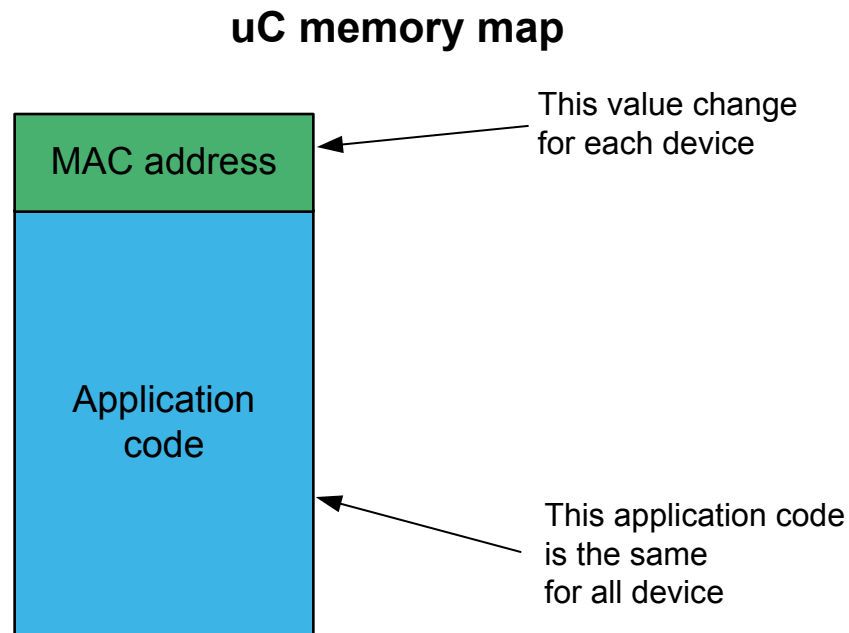 uC memory map
This value change
for each device
MAC address
Application
code
This application code
is the same
for all device